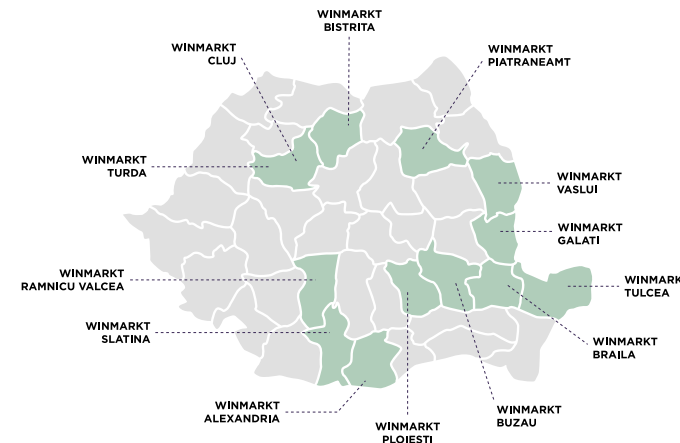 WINMARKT
BISTRITA
WINMARKT
CLUJ
WINMARKT
PIATRANEAMT
WINMARKT
TURDA
WINMARKT
VASLUI
WINMARKT
GALATI
WINMARKT
RAMNICU VALCEA
WINMARK
TULCEA
WINMARKT
SLATINA
WINMARKT
BRAILA
WINMARKT
ALEXANDRIA
WINMARKT
BUZAU
WINMARKT
PLOIESTI